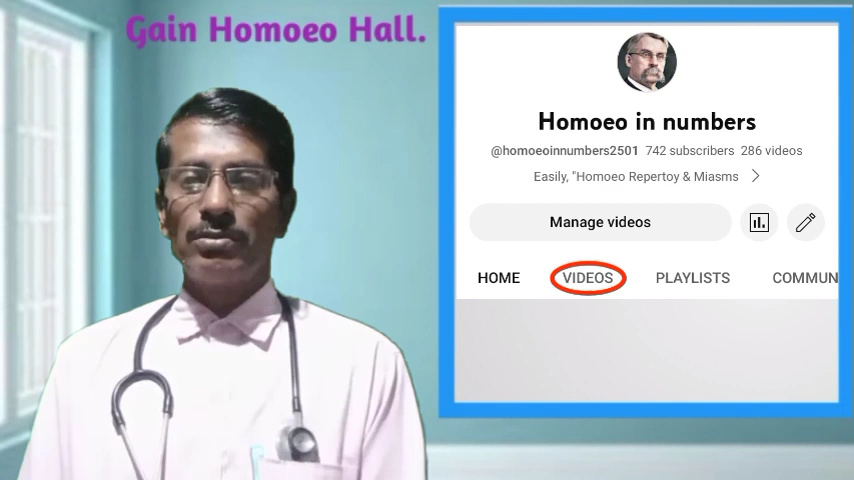 Gain Homoeo Hall.
Homoeo in numbers
@homoeoinnumbers2501 742 subscribers 286 videos
Easily, "Homoeo Repertoy & Miasms
Manage videos
HOME VIDEOS PLAYLISTS COMMUN